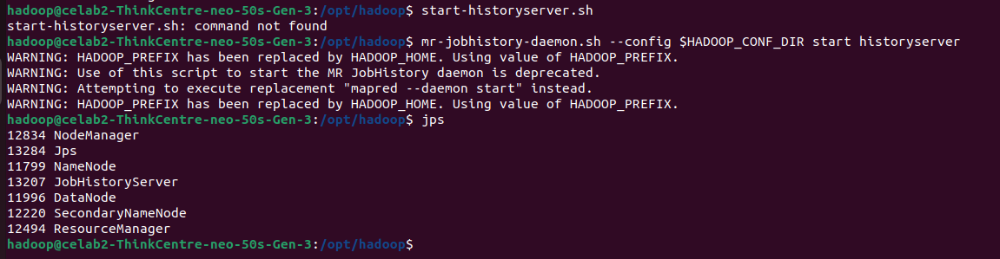 hadoop@celab2-ThinkCentre-neo-50s-Gen-3:/opt/hadoop$ start-historyserver.sh
start-historyserver.sh: command not found
hadoop@celab2-ThinkCentre-neo-50s-Gen-3:/opt/hadoop$ mr-jobhistory-daemon.sh --config $HADOOP_CONF_DIR start historyserver
WARNING: HADOOP_PREFIX has been replaced by HADOOP_HOME. Using value of HADOOP_PREFIX.
WARNING: Use of this script to start the MR JobHistory daemon is deprecated.
WARNING: Attempting to execute replacement "mapred --daemon start" instead.
WARNING: HADOOP_PREFIX has been replaced by HADOOP_HOME. Using value of HADOOP_PREFIX.
hadoop@celab2-ThinkCentre-neo-50s-Gen-3:/opt/hadoop$ jps
12834 NodeManager
13284 Jps
11799 NameNode
13207 JobHistoryServer
11996 DataNode
12220 SecondaryNameNode
12494 ResourceManager
hadoop@celab2-ThinkCentre-neo-50s-Gen-3:/opt/hadoop$